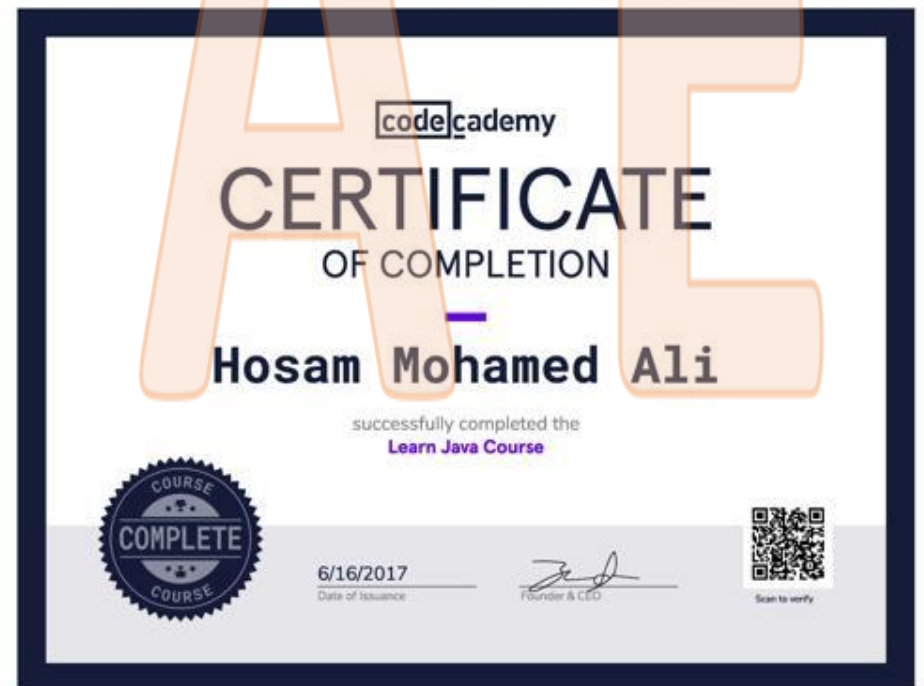 A E
codecademy
CERTIFICATE
OF COMPLETION
Hosam Mohamed Ali
successfully completed the
Learn Java Course
COURSE
COMPLETE
COURSE
6/16/2017
Date of Issuance
Founder & CEO
Scan to verify